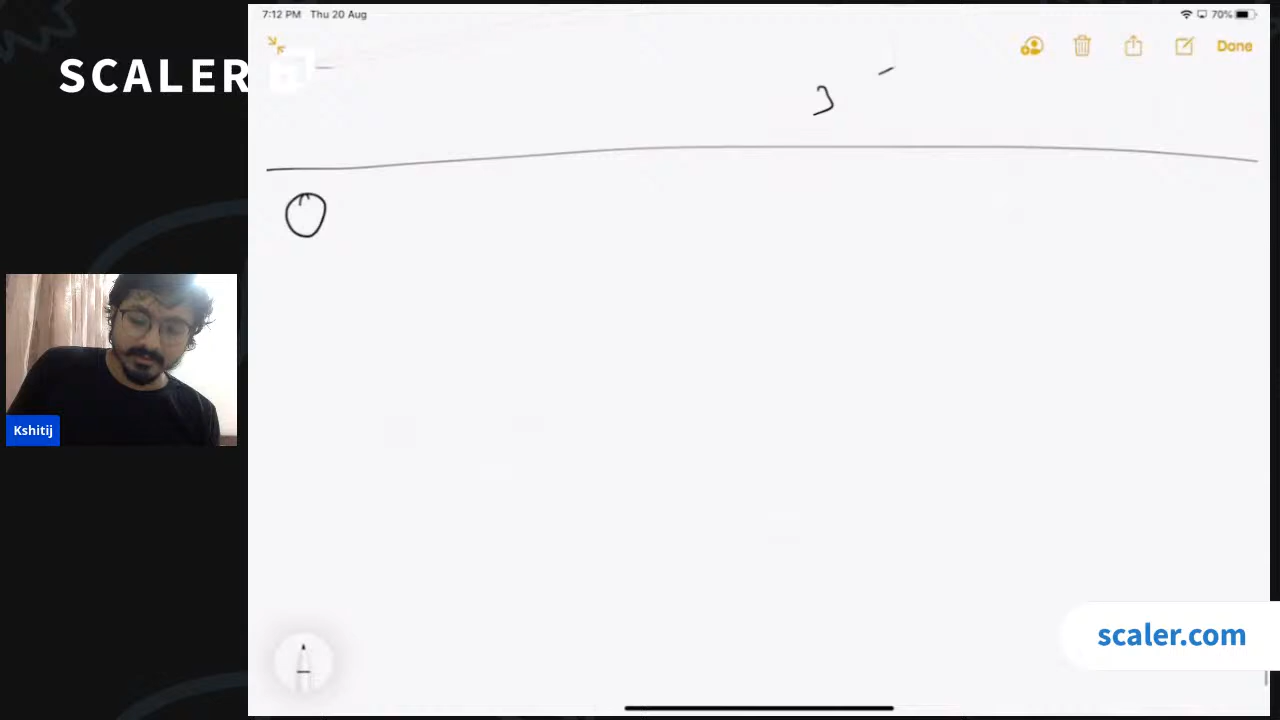 7:12 PM Thu 20 Aug
70%
SCALER
Done
3
O
Kshitij
scaler.com